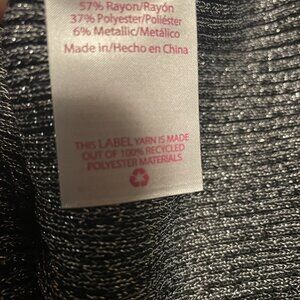 57% Rayon/Rayón
37% Polyester/Poliéster
6% Metallic/Metálico
Made in/Hecho en China
THIS LABEL YARN IS MADE
OUT OF 100% RECYCLED
POLYESTER MATERIALS